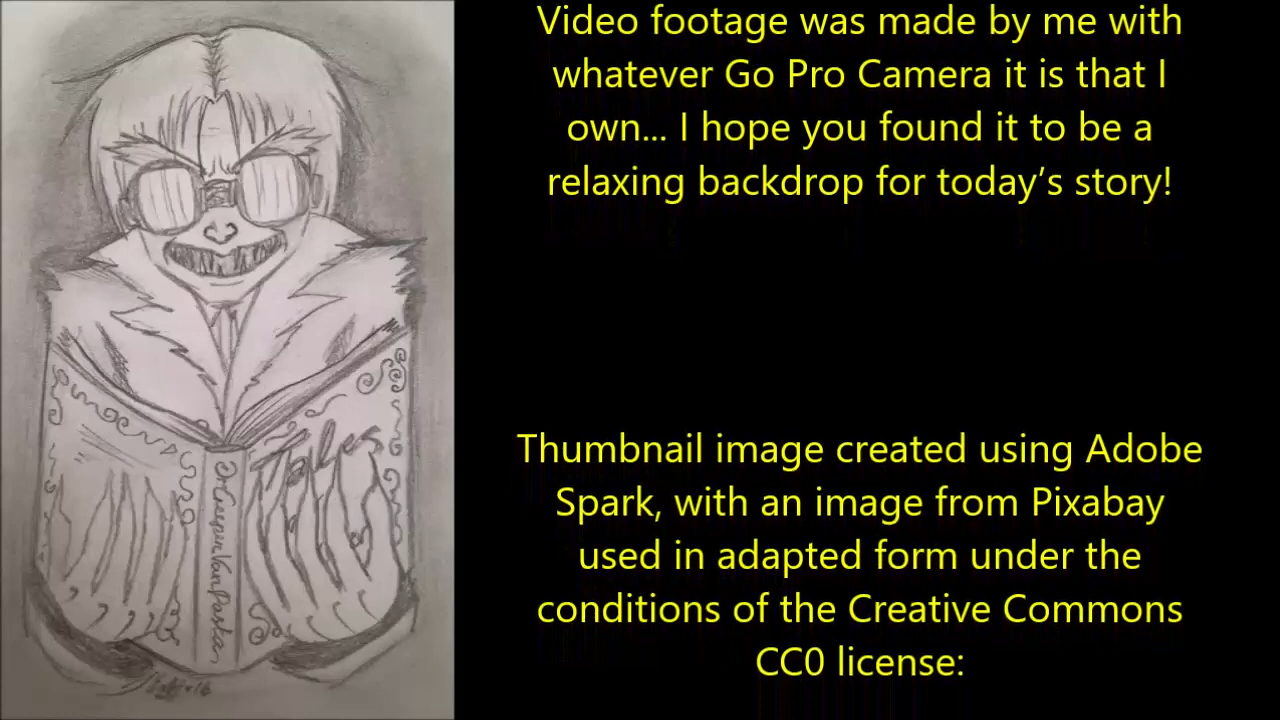 Video footage was made by me with
whatever Go Pro Camera it is that I
own... I hope you found it to be a
relaxing backdrop for today’s story!
Thumbnail image created using Adobe
Spark, with an image from Pixabay
used in adapted form under the
conditions of the Creative Commons
CC0 license:
Tales
DrCreepenVanPasta